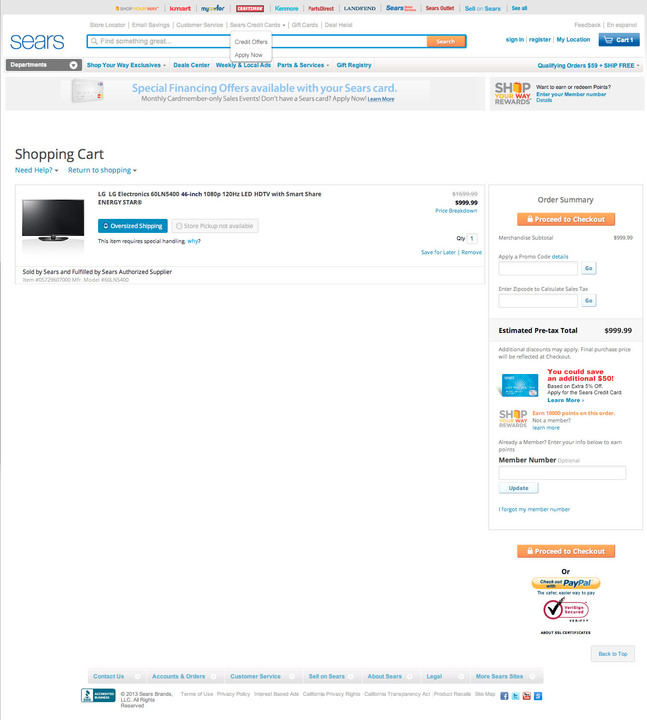 SHOP YOUR WAY
kmart
mygofer
CRAFTSMAN
Kenmore
PartsDirect
LANDS'END
Sears
Sears Outlet
Sell on Sears
See all
Store Locator
Email Savings
Customer Service
Sears Credit Cards
Gift Cards
Deal Heist
Feedback
En espanol
sears
Find something great...
Search
Credit Offers
Apply Now
sign in | register
My Location
Cart 1
Departments
Shop Your Way Exclusives
Deals Center
Weekly & Local Ads
Parts & Services
Gift Registry
Qualifying Orders $59 + SHIP FREE
Special Financing Offers available with your Sears card.
Monthly Cardmember-only Sales Events! Don't have a Sears card? Apply Now! Learn More
SHOP YOUR WAY REWARDS
Want to earn or redeem Points?
Enter your Member number
Details
Shopping Cart
Need Help?
Return to shopping
LG LG Electronics 60LN5400 46-inch 1080p 120Hz LED HDTV with Smart Share
ENERGY STAR®
$1699.99
$999.99
Price Breakdown
Oversized Shipping
Store Pickup not available
This item requires special handling. why?
Qty 1
Save for Later | Remove
Sold by Sears and Fulfilled by Sears Authorized Supplier
Item #05729607000 Mfr. Model #60LN5400
Order Summary
Proceed to Checkout
Merchandise Subtotal $999.99
Apply a Promo Code details
Go
Enter Zipcode to Calculate Sales Tax
Go
Estimated Pre-tax Total $999.99
Additional discounts may apply. Final purchase price
will be reflected at Checkout.
You could save
an additional $50!
Based on Extra 5% Off.
Apply for the Sears Credit Card
Learn More ›
SHOP YOUR WAY REWARDS
Earn 10000 points on this order.
Not a member?
learn more
Already a Member? Enter your info below to earn
points
Member Number Optional
Update
I forgot my member number
Proceed to Checkout
Or
Check out with PayPal
The safer, easier way to pay
VeriSign
Secured
VERIFY
ABOUT SSL CERTIFICATES
Back to Top
Contact Us
Accounts & Orders
Customer Service
Sell on Sears
About Sears
Legal
More Sears Sites
BBB
ACCREDITED
BUSINESS
© 2013 Sears Brands,
LLC. All Rights
Reserved
Terms of Use
Privacy Policy
Interest Based Ads
California Privacy Rights
California Transparency Act
Product Recalls
Site Map